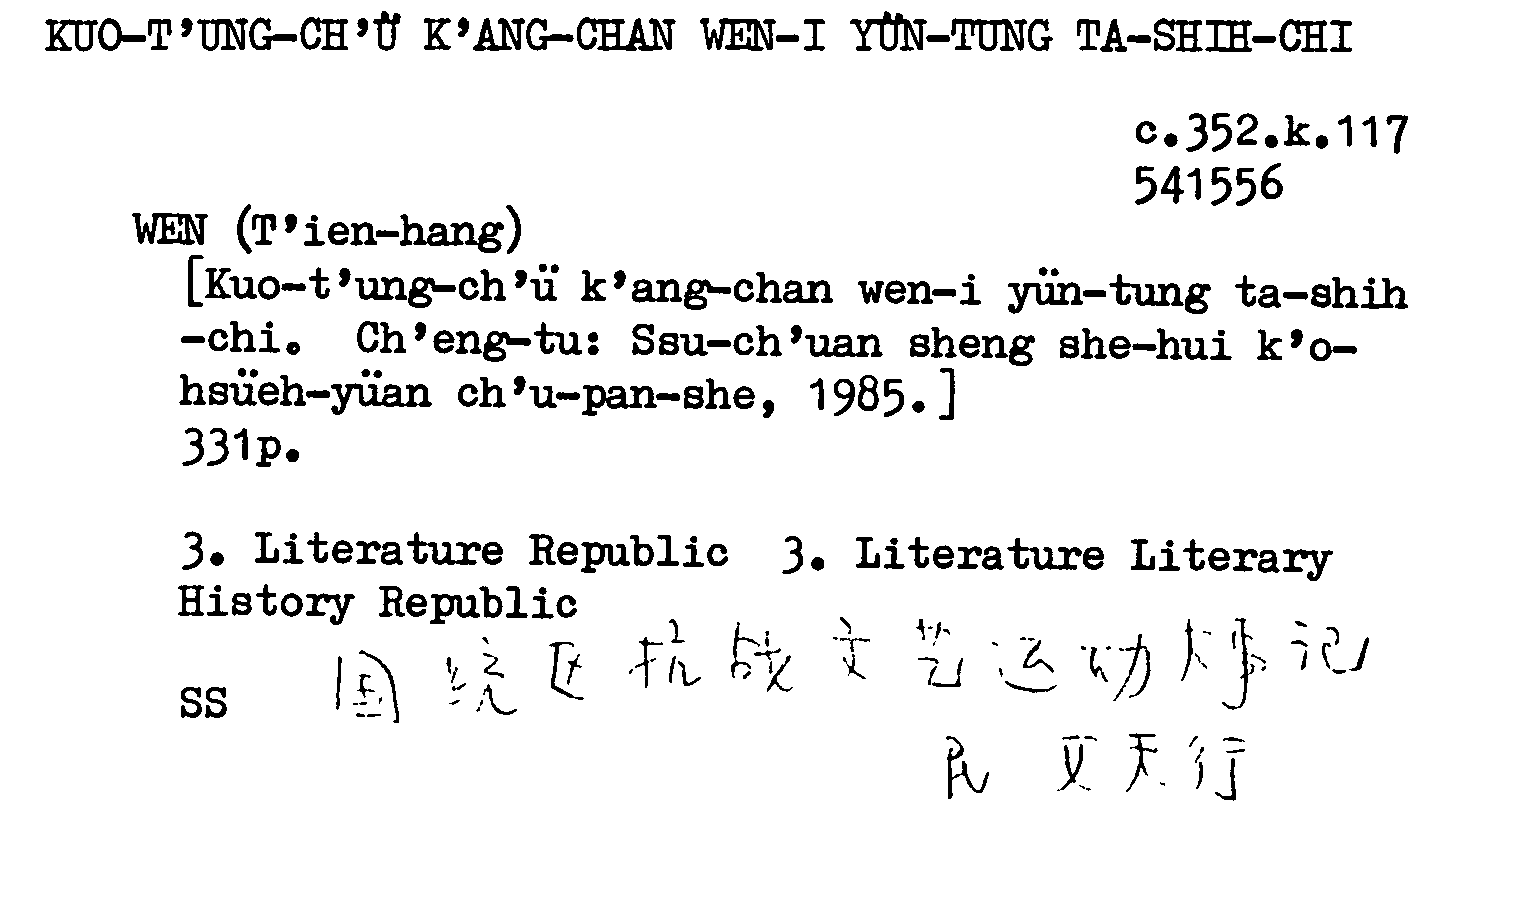 KUO-T’UNG-CH’Ü K’ANG-CHAN WEN-I YÜN-TUNG TA-SHIH-CHI
c.352.k.117
541556
WEN (T’ien-hang)
[Kuo-t’ung-ch’ü k’ang-chan wen-i yün-tung ta-shih
-chi. Ch’eng-tu: Ssu-ch’uan sheng she-hui k’o-
hsüeh-yüan ch’u-pan-she, 1985.]
331p.
3. Literature Republic 3. Literature Literary
History Republic
国统区抗战文艺运动大事记
SS
文天行